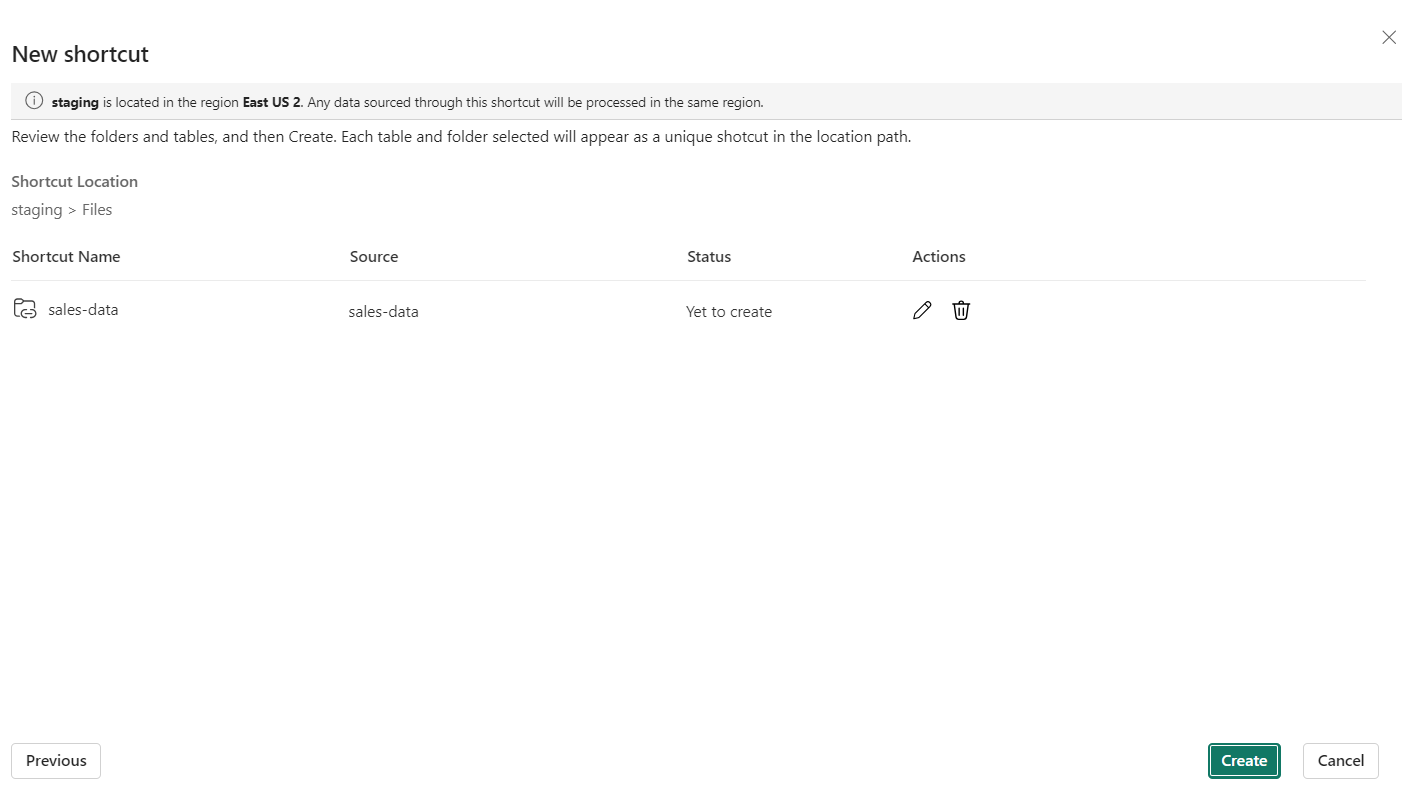 New shortcut
staging is located in the region East US 2. Any data sourced through this shortcut will be processed in the same region.
Review the folders and tables, and then Create. Each table and folder selected will appear as a unique shotcut in the location path.
Shortcut Location
staging > Files
Shortcut Name Source Status Actions
sales-data sales-data Yet to create
Previous Create Cancel